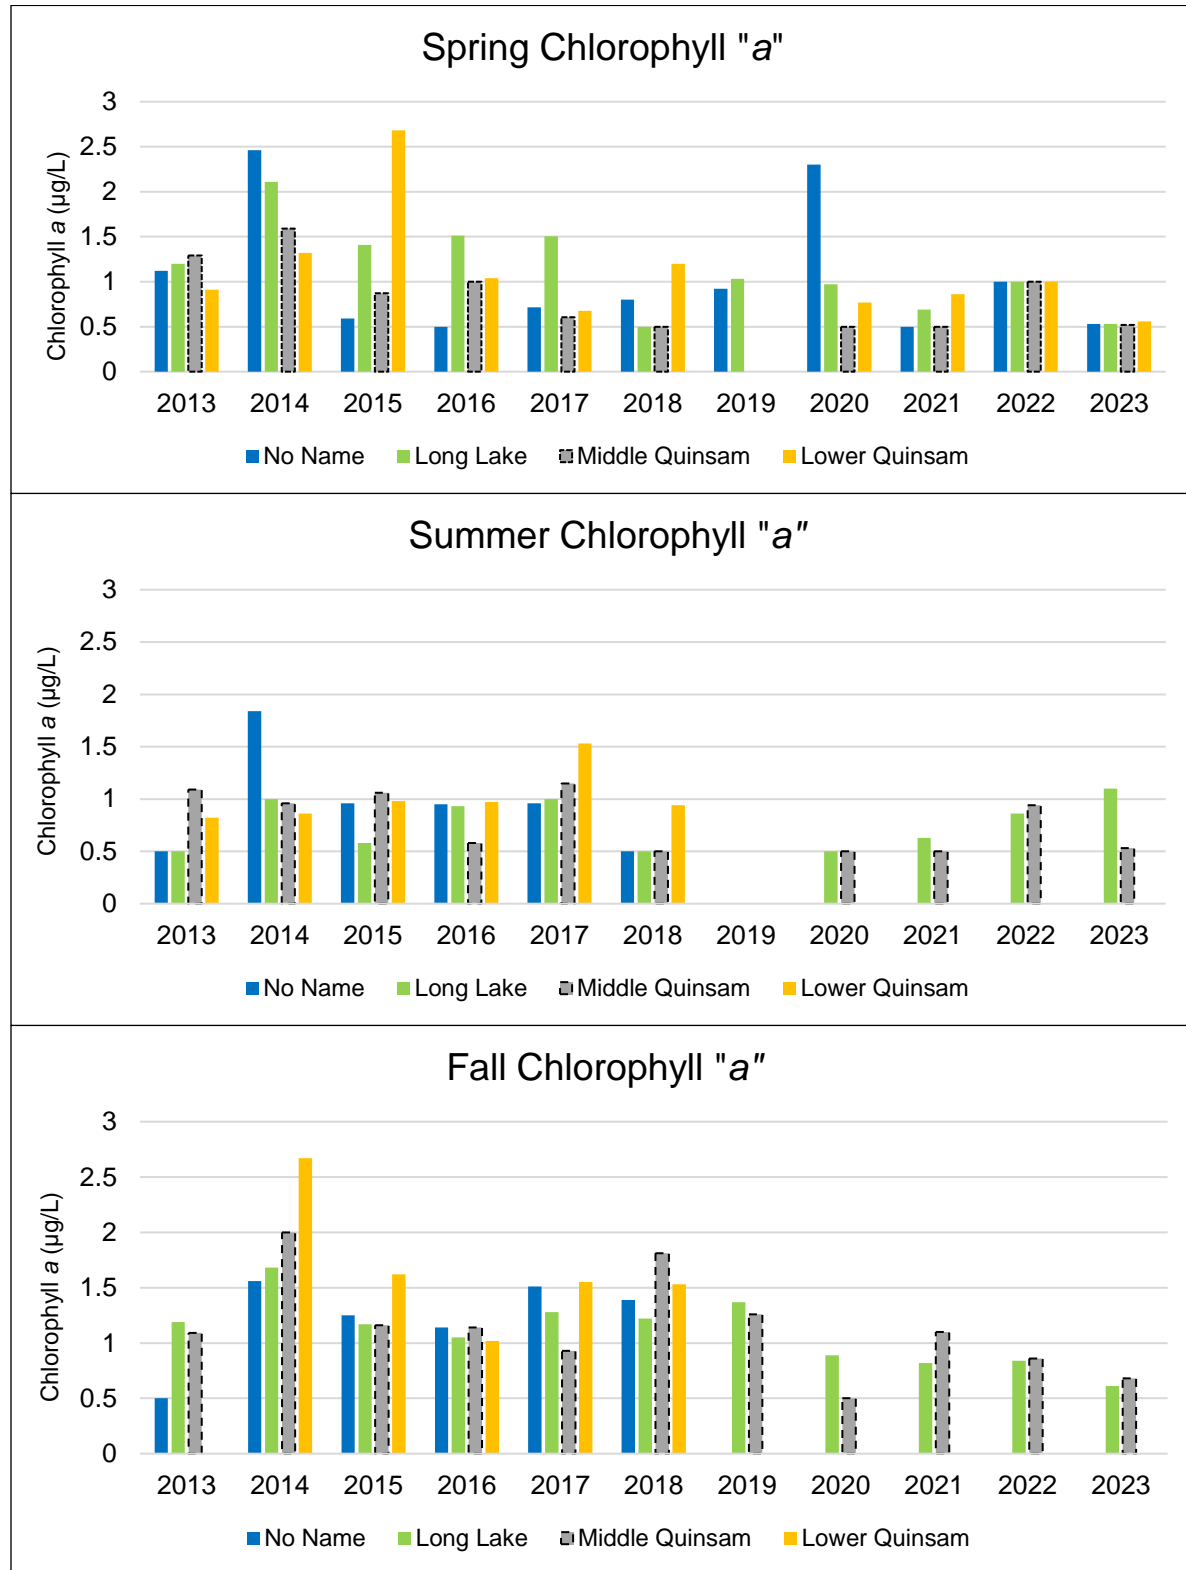 Spring Chlorophyll "a"
Chlorophyll a (µg/L)
3
2.5
2
1.5
1
0.5
0
2013 2014 2015 2016 2017 2018 2019 2020 2021 2022 2023
No Name Long Lake Middle Quinsam Lower Quinsam
Summer Chlorophyll "a"
Chlorophyll a (µg/L)
3
2.5
2
1.5
1
0.5
0
2013 2014 2015 2016 2017 2018 2019 2020 2021 2022 2023
No Name Long Lake Middle Quinsam Lower Quinsam
Fall Chlorophyll "a"
Chlorophyll a (µg/L)
3
2.5
2
1.5
1
0.5
0
2013 2014 2015 2016 2017 2018 2019 2020 2021 2022 2023
No Name Long Lake Middle Quinsam Lower Quinsam